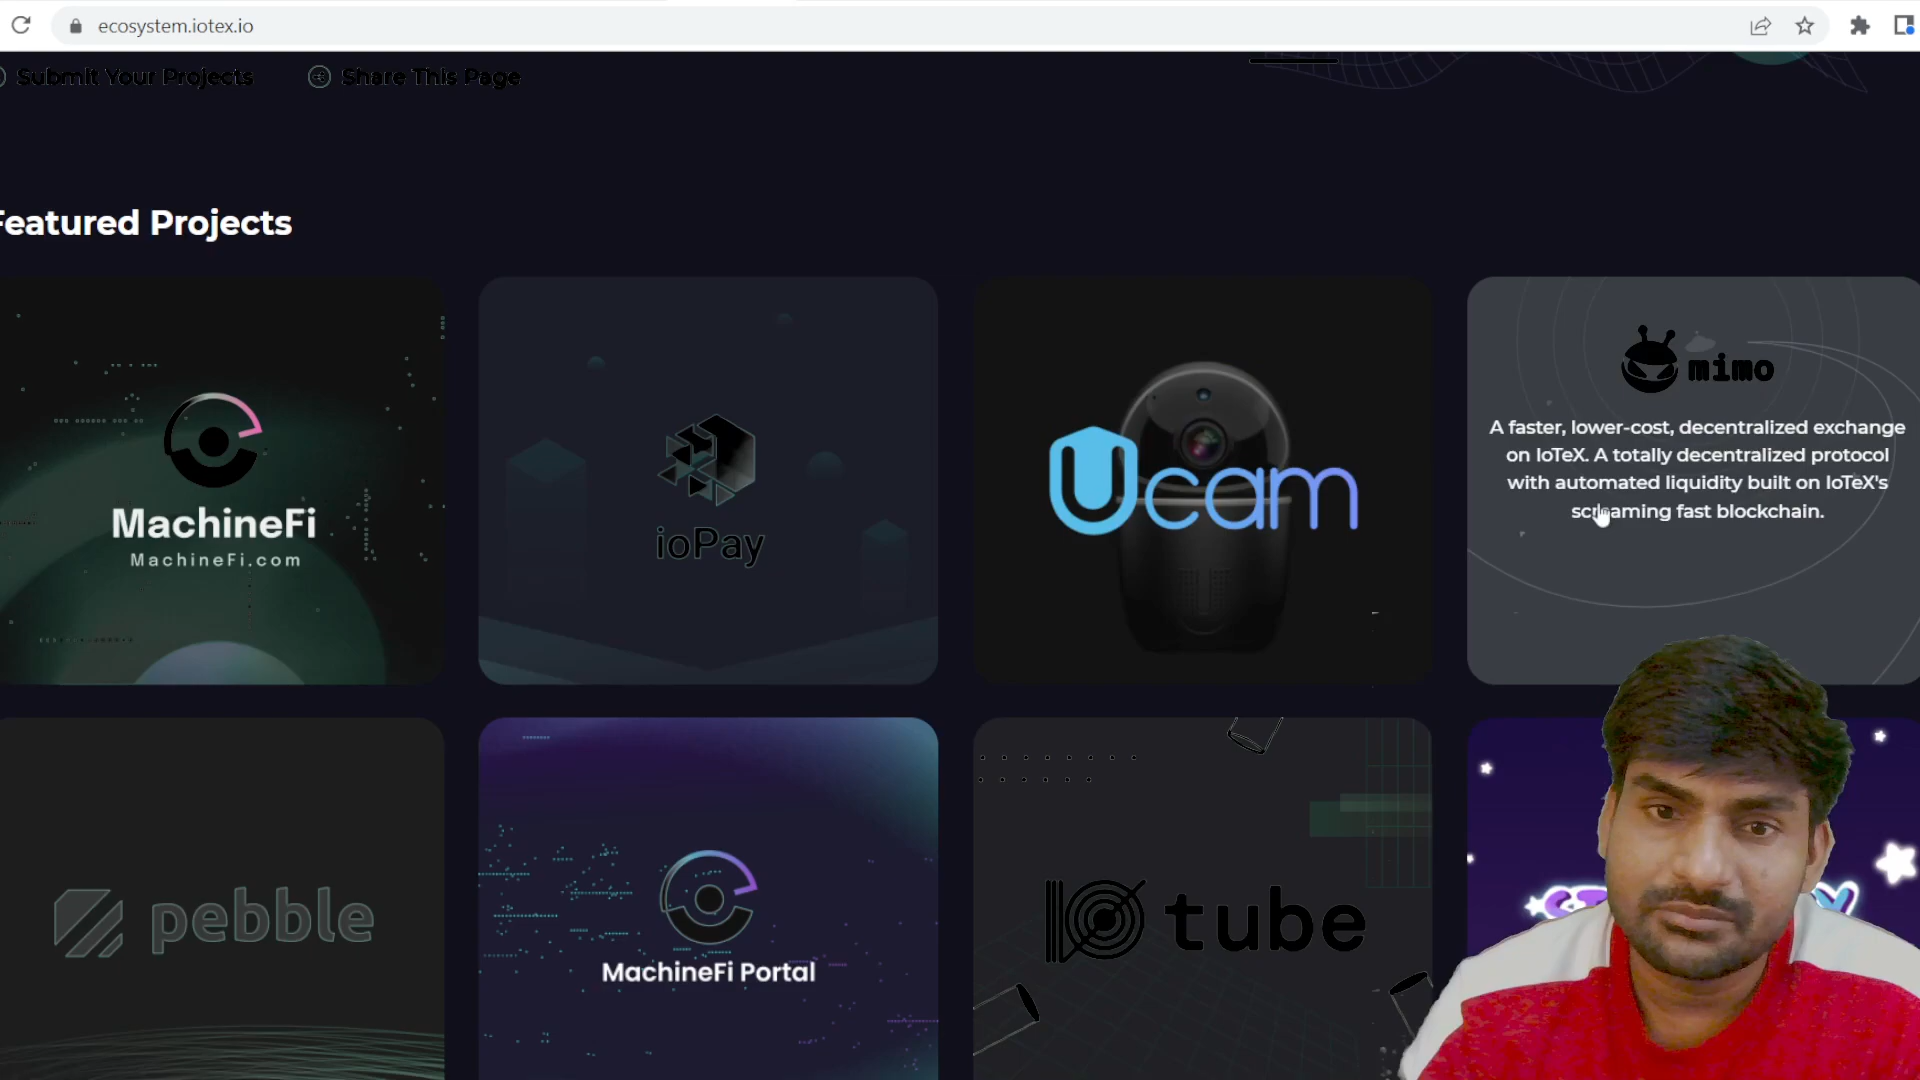 ecosystem.iotex.io
Submit Your Projects
Share This Page
Featured Projects
MachineFi
MachineFi.com
ioPay
Ucam
mimo
A faster, lower-cost, decentralized exchange
on IoTeX. A totally decentralized protocol
with automated liquidity built on IoTeX's
screaming fast blockchain.
pebble
MachineFi Portal
tube